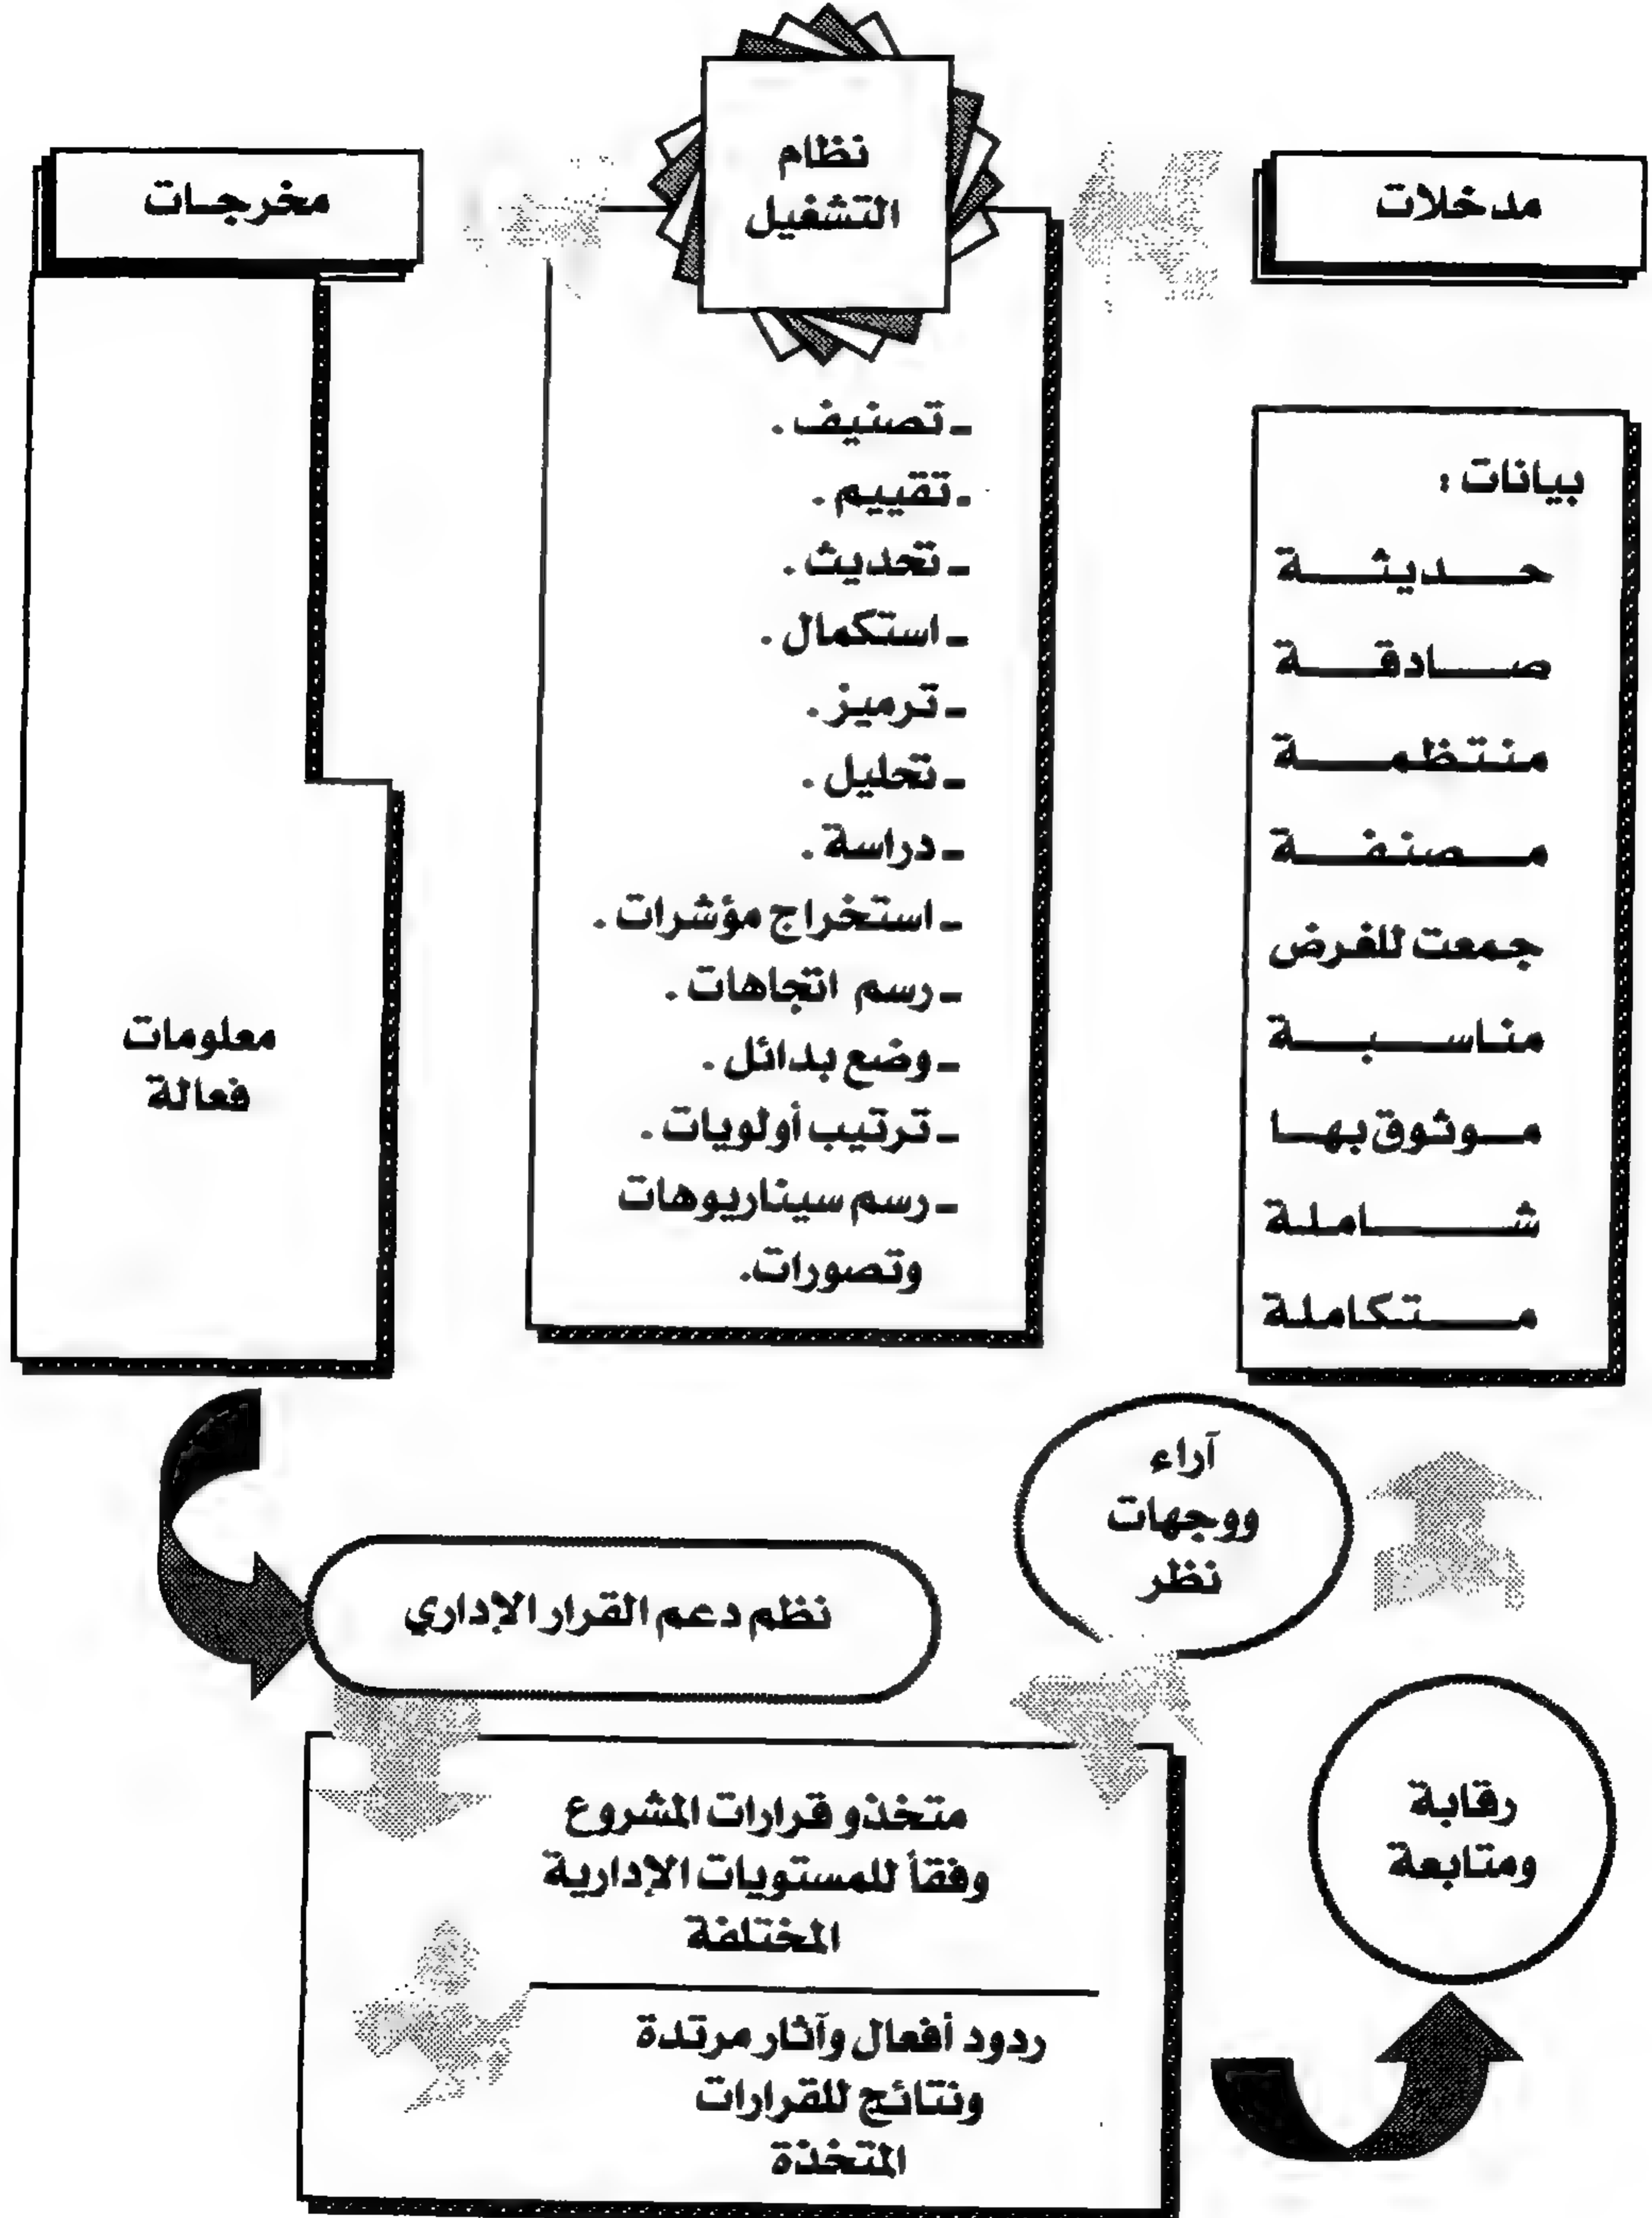 مدخلات
بيانات :
حديثة
صادقة
منتظمة
مصنفة
جمعت للغرض
مناسبة
موثوق بها
شاملة
متكاملة
نظام
التشغيل
ـ تصنيف .
ـ تقييم .
ـ تحديث .
ـ استكمال .
ـ ترميز .
ـ تحليل .
ـ دراسة .
ـ استخراج مؤشرات .
ـ رسم اتجاهات .
ـ وضع بدائل .
ـ ترتيب أولويات .
ـ رسم سيناريوهات
وتصورات.
مخرجات
معلومات
فعالة
آراء
ووجهات
نظر
نظم دعم القرار الإداري
متخذو قرارات المشروع
وفقاً للمستويات الإدارية
المختلفة
ردود أفعال وآثار مرتدة
ونتائج للقرارات
المتخذة
رقابة
ومتابعة